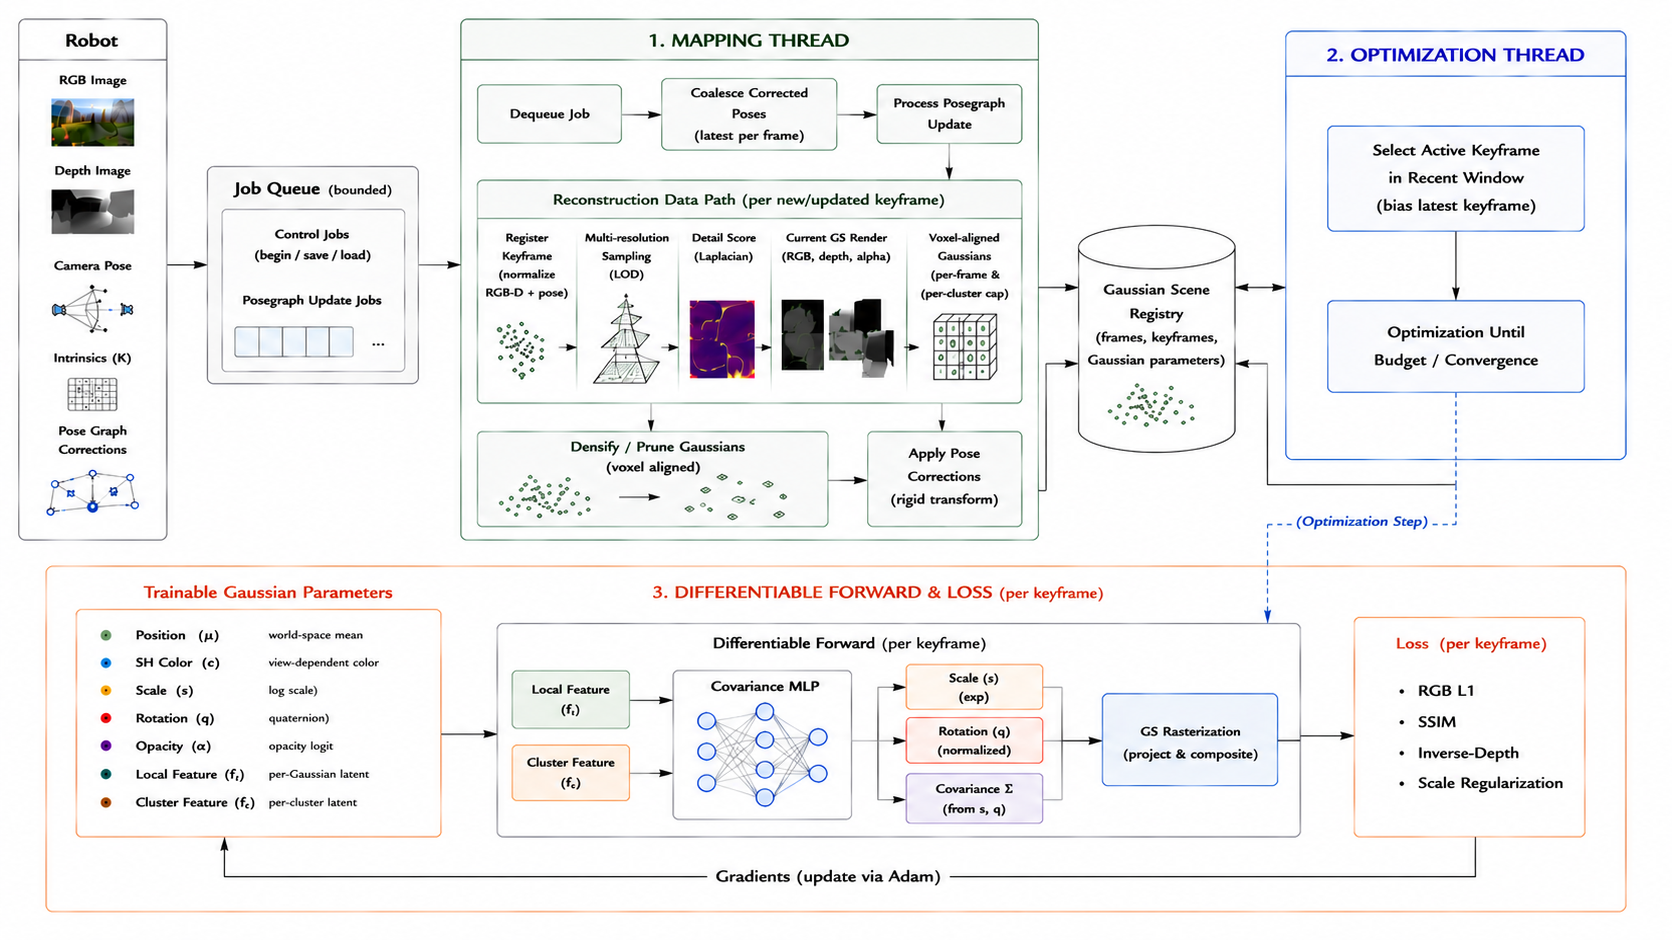 Robot
RGB Image
Depth Image
Camera Pose
Intrinsics (K)
Pose Graph
Corrections
Job Queue (bounded)
Control Jobs
(begin / save / load)
Posegraph Update Jobs
...
1. MAPPING THREAD
Dequeue Job
Coalesce Corrected
Poses
(latest per frame)
Process Posegraph
Update
Reconstruction Data Path (per new/updated keyframe)
Register
Keyframe
(normalize
RGB-D + pose)
Multi-resolution
Sampling
(LOD)
Detail Score
(Laplacian)
Current GS Render
(RGB, depth, alpha)
Voxel-aligned
Gaussians
(per-frame &
(per-cluster cap)
Densify / Prune Gaussians
(voxel aligned)
Apply Pose
Corrections
(rigid transform)
Gaussian Scene
Registry
(frames, keyframes,
Gaussian parameters)
2. OPTIMIZATION THREAD
Select Active Keyframe
in Recent Window
(bias latest keyframe)
Optimization Until
Budget / Convergence
(Optimization Step)
3. DIFFERENTIABLE FORWARD & LOSS (per keyframe)
Trainable Gaussian Parameters
Position (μ) world-space mean
SH Color (c) view-dependent color
Scale (s) log scale)
Rotation (q) quaternion)
Opacity (α) opacity logit
Local Feature (fₜ) per-Gaussian latent
Cluster Feature (f꜀) per-cluster latent
Differentiable Forward (per keyframe)
Local Feature
(fₜ)
Cluster Feature
(f꜀)
Covariance MLP
Scale (s)
(exp)
Rotation (q)
(normalized)
Covariance Σ
(from s, q)
GS Rasterization
(project & composite)
Loss (per keyframe)
• RGB L1
• SSIM
• Inverse-Depth
• Scale Regularization
Gradients (update via Adam)